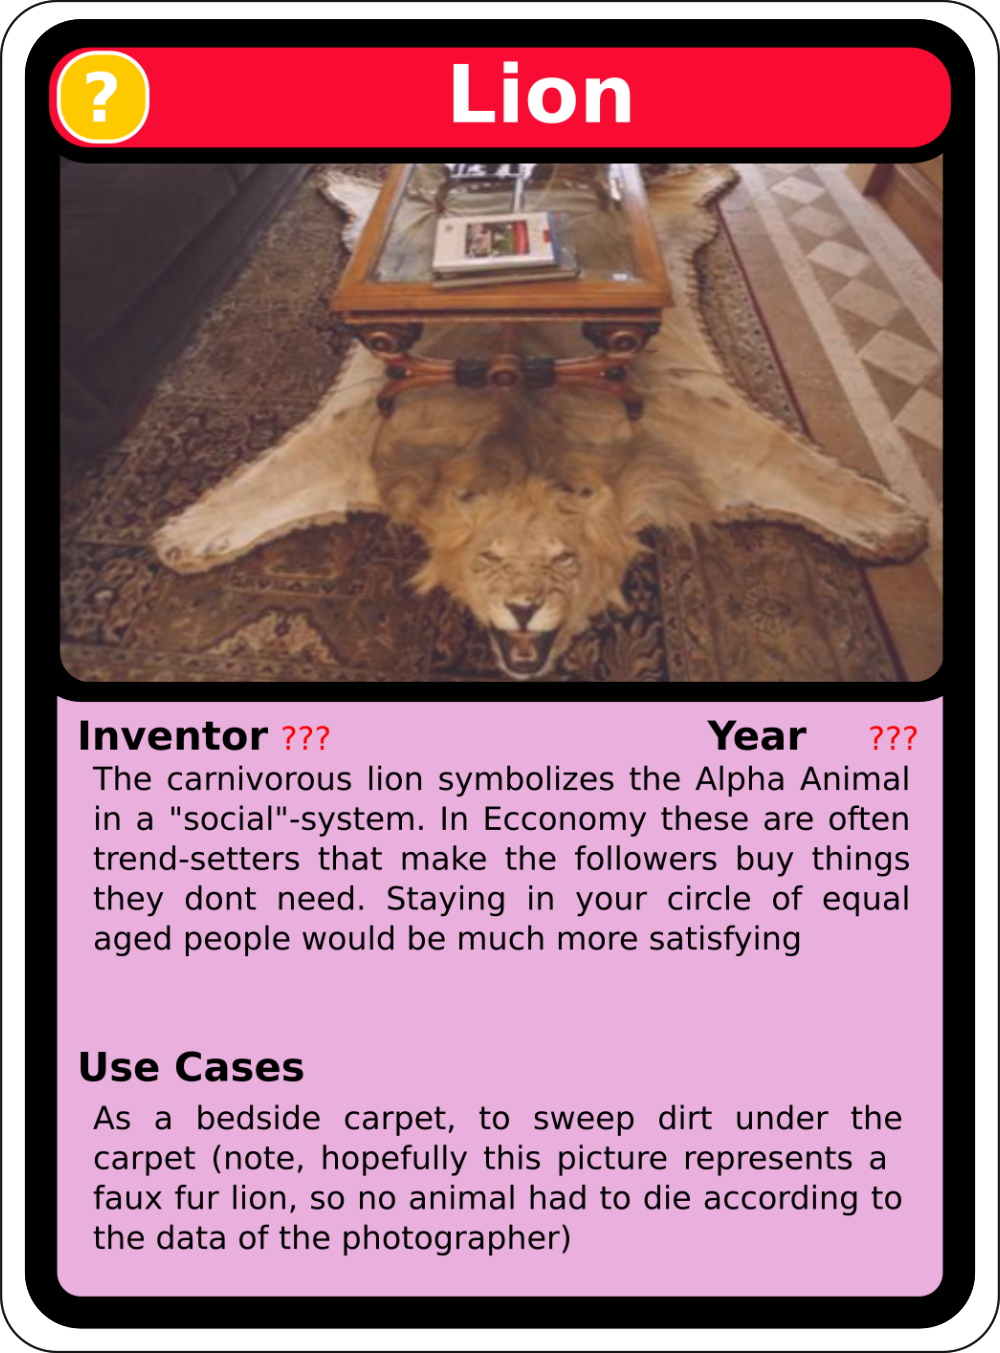 ?
Lion
Inventor ???
Year ???
The carnivorous lion symbolizes the Alpha Animal
in a "social"-system. In Ecconomy these are often
trend-setters that make the followers buy things
they dont need. Staying in your circle of equal
aged people would be much more satisfying
Use Cases
As a bedside carpet, to sweep dirt under the
carpet (note, hopefully this picture represents a
faux fur lion, so no animal had to die according to
the data of the photographer)